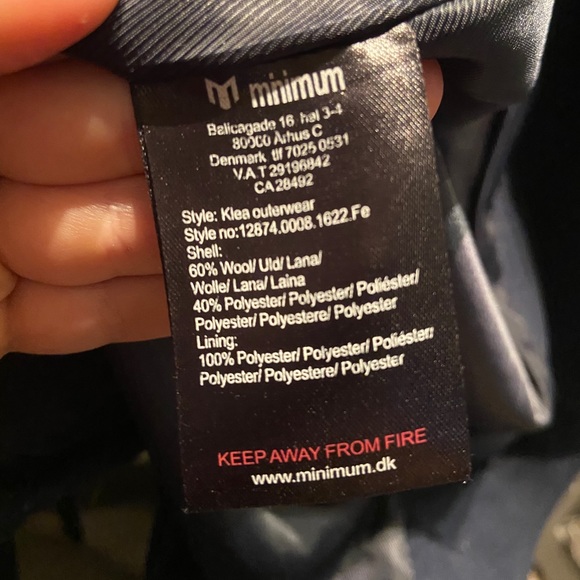 minimum
Balicagade 16 hal 3-4
80000 Århus C
Denmark tlf 7025 0531
V.A.T 29196842
CA 28492
Style: Klea outerwear
Style no:12874.0008.1622.Fe
Shell:
60% Wool/ Uld/ Lana/
Wolle/ Lana/ Laina
40% Polyester/ Polyester/ Poliéster/
Polyester/ Polyestere/ Polyester
Lining:
100% Polyester/ Polyester/ Poliéster/
Polyester/ Polyestere/ Polyester
KEEP AWAY FROM FIRE
www.minimum.dk